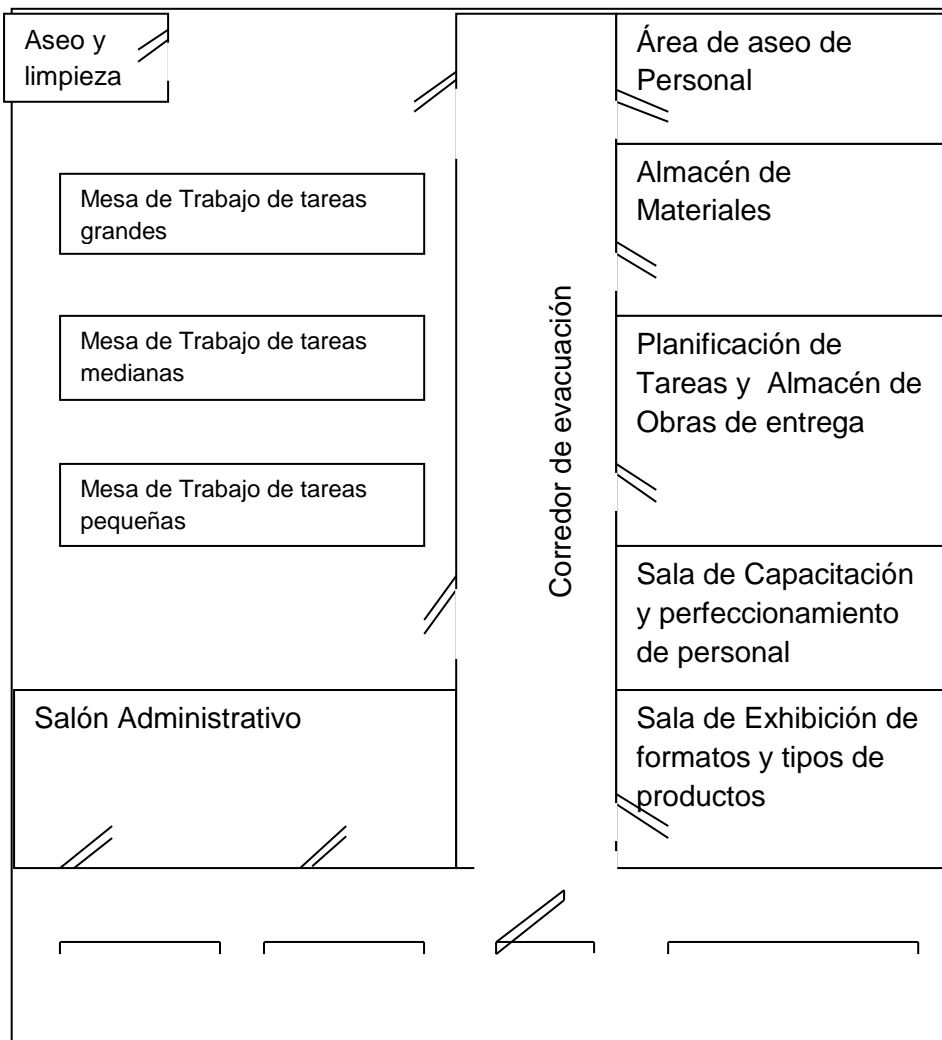 Aseo y
limpieza
Área de aseo de
Personal
Mesa de Trabajo de tareas
grandes
Almacén de
Materiales
Mesa de Trabajo de tareas
medianas
Corredor de evacuación
Planificación de
Tareas y Almacén de
Obras de entrega
Mesa de Trabajo de tareas
pequeñas
Sala de Capacitación
y perfeccionamiento
de personal
Salón Administrativo
Sala de Exhibición de
formatos y tipos de
productos